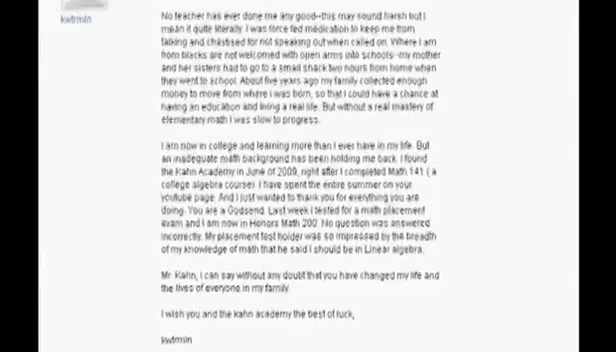 kwtrmin
No teacher has ever done me any good--this may sound harsh but I
mean it quite literally. I was force fed medication to keep me from
talking and chastised for not speaking out when called on. Where I am
from blacks are not welcomed with open arms into schools--my mother
and her sisters had to go to a small shack two hours from home when
they went to school. About five years ago my family collected enough
money to move from where I was born, so that I could have a chance at
having an education and living a real life. But without a real mastery of
elementary math I was slow to progress.
I am now in college and learning more than I ever have in my life. But
an inadequate math background has been holding me back. I found
the Kahn Academy in June of 2009, right after I completed Math 141 ( a
college algebra course). I have spent the entire summer on your
youtube page. And I just wanted to thank you for everything you are
doing. You are a Godsend. Last week I tested for a math placement
exam and I am now in Honors Math 200. No question was answered
incorrectly. My placement test holder was so impressed by the breadth
of my knowledge of math that he said I should be in Linear algebra.
Mr. Kahn, I can say without any doubt that you have changed my life and
the lives of everyone in my family.
I wish you and the kahn academy the best of luck,
kwtrmin